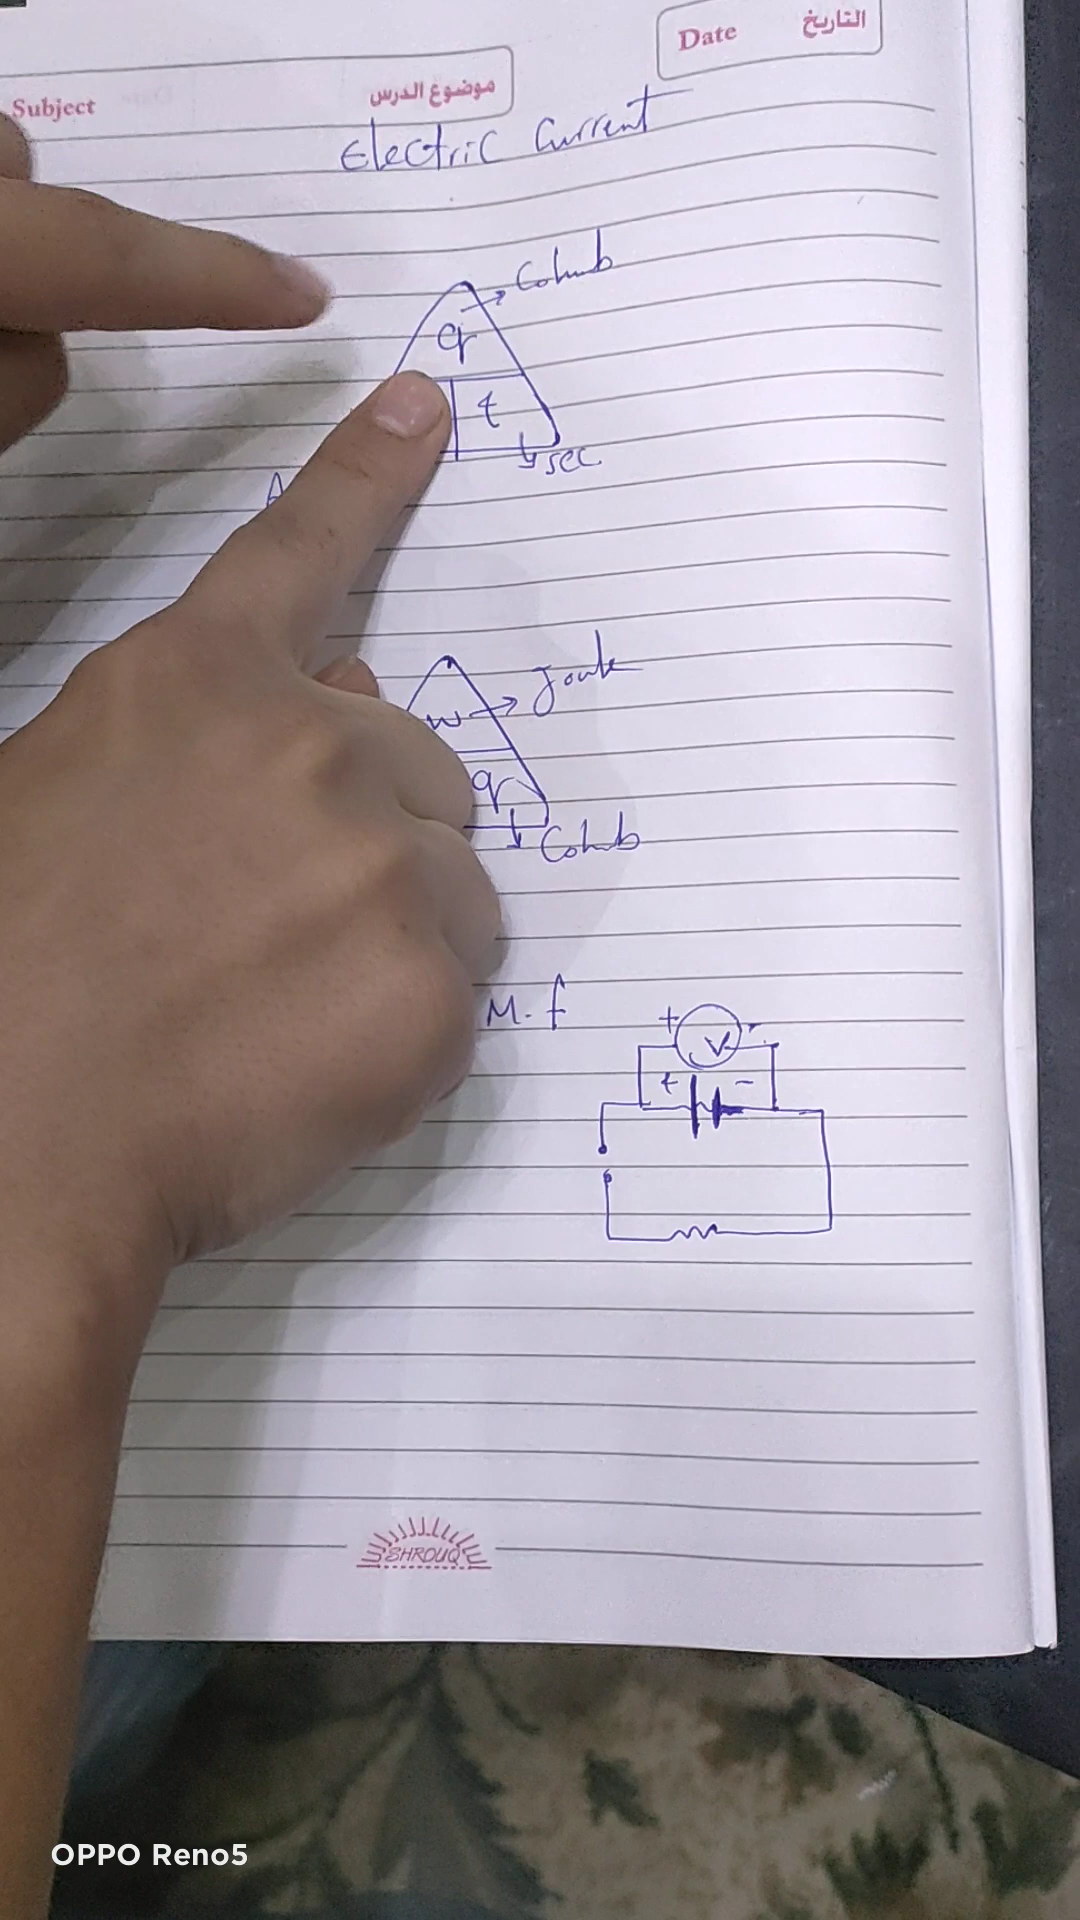 Date التاريخ
Subject موضوع الدرس
Electric Current
q → Colomb
t
sec
A
w → Joule
q
Colomb
M.f
+ V -
+ -
SHROUQ
OPPO Reno5